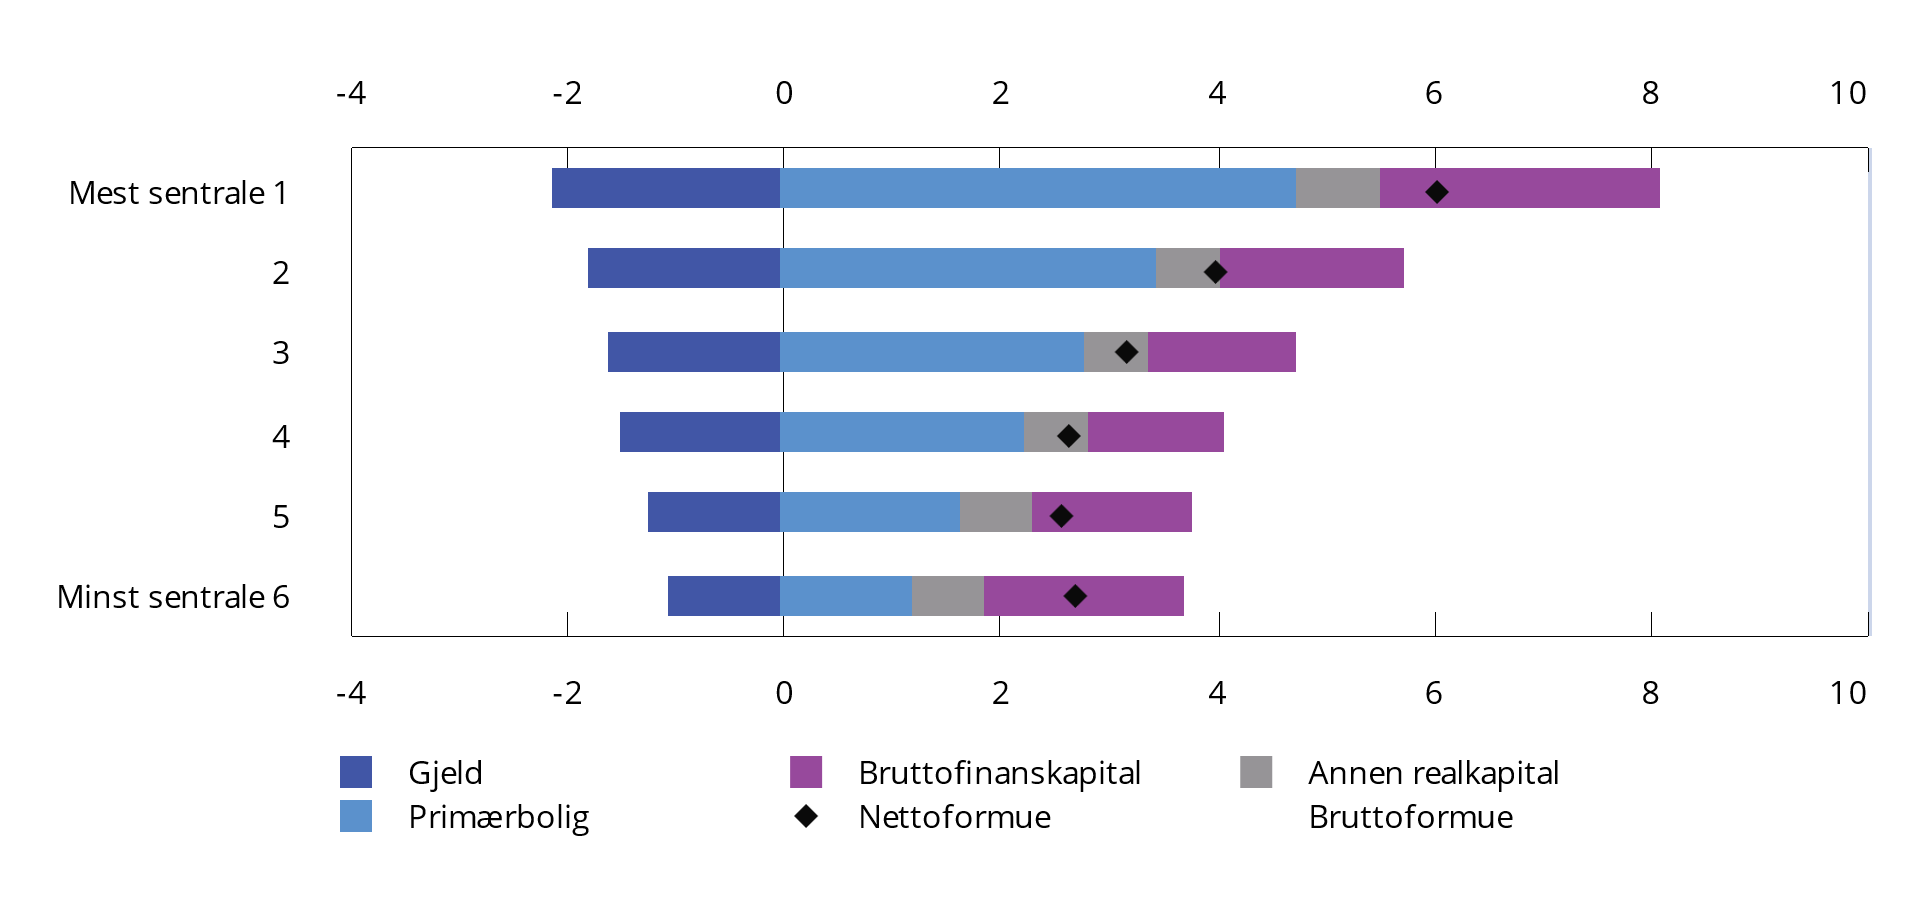 -4 -2 0 2 4 6 8 10
Mest sentrale 1
2
3
4
5
Minst sentrale 6
-4 -2 0 2 4 6 8 10
Gjeld Bruttofinanskapital Annen realkapital
Primærbolig Nettoformue Bruttoformue